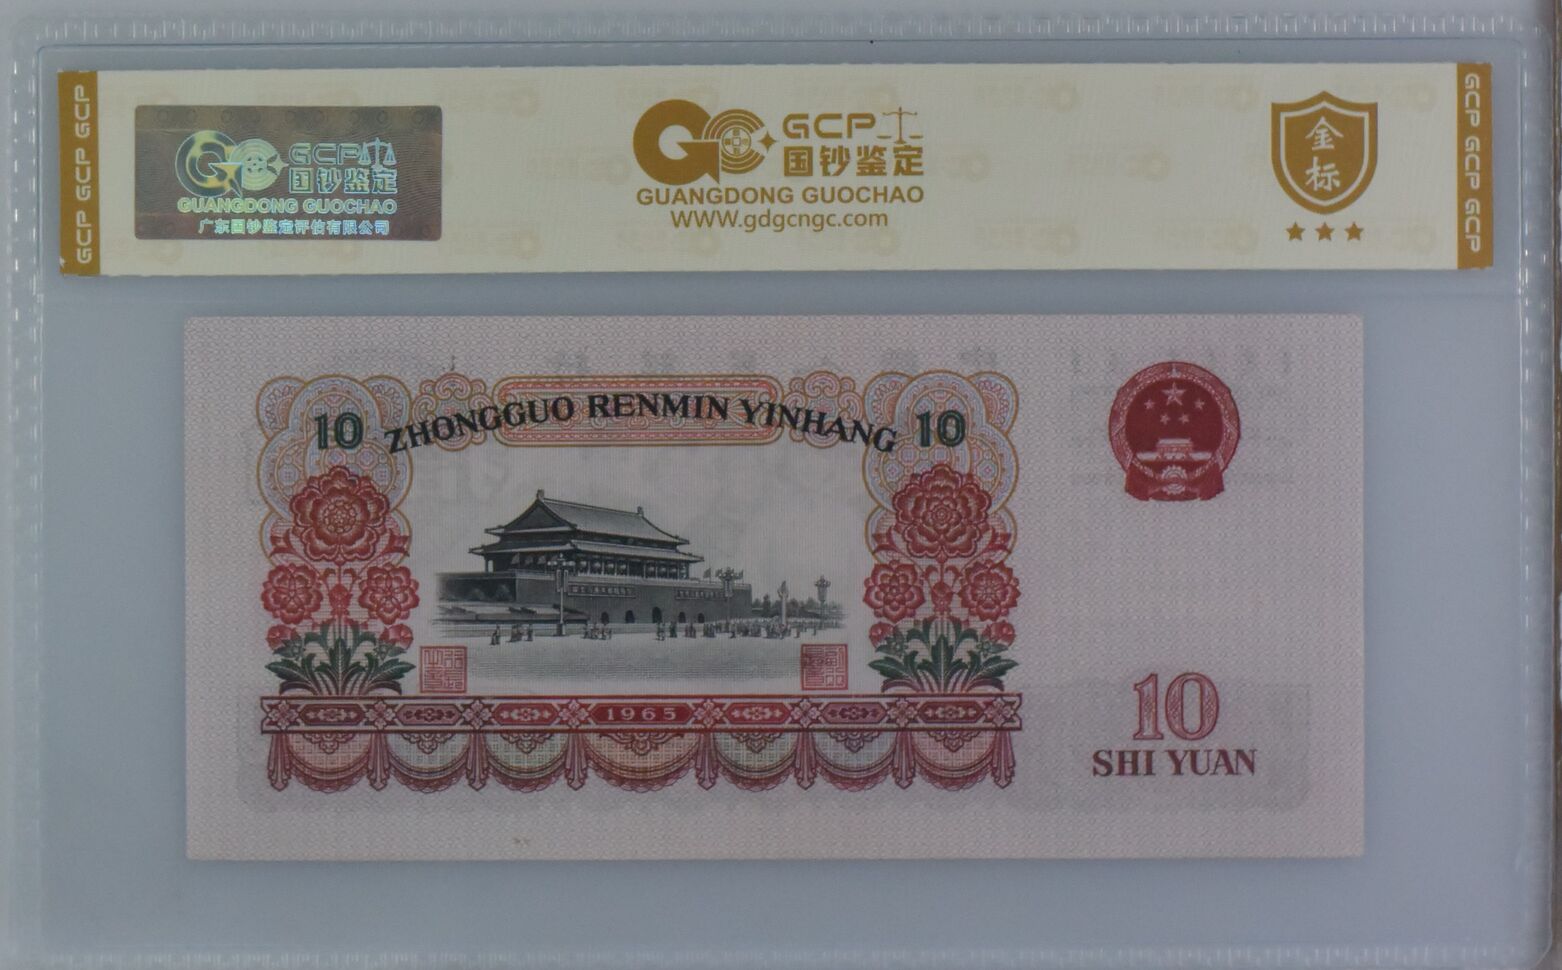 GCP GCP GCP
GCP
国钞鉴定
GUANGDONG GUOCHAO
广东国钞鉴定评估有限公司
GCP
国钞鉴定
GUANGDONG GUOCHAO
WWW.gdgcngc.com
金标
GCP GCP GCP
10 ZHONGGUO RENMIN YINHANG 10
1965
10
SHI YUAN